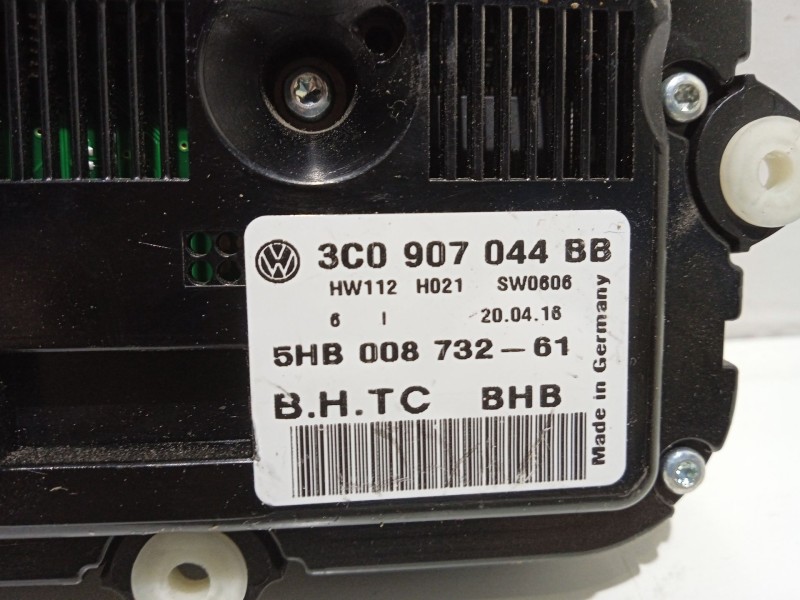 3C0 907 044 BB
HW112 H021 SW0606
6 I 20.04.16
5HB 008 732-61
B.H.TC BHB
Made in Germany